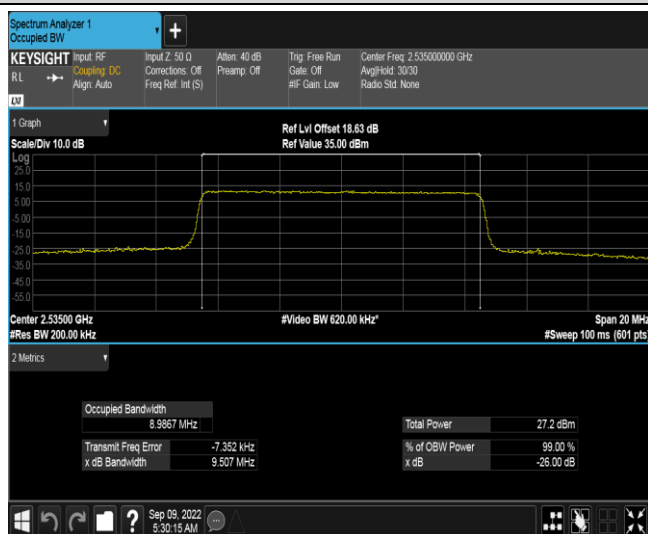 Spectrum Analyzer 1
Occupied BW
+
KEYSIGHT
RL
LXI
Input: RF
Coupling: DC
Align: Auto
Input Z: 50 Ω
Corrections: Off
Freq Ref: Int (S)
Atten: 40 dB
Preamp: Off
Trig: Free Run
Gate: Off
#IF Gain: Low
Center Freq: 2.535000000 GHz
Avg|Hold: 30/30
Radio Std: None
1 Graph
Scale/Div 10.0 dB
Ref Lvl Offset 18.63 dB
Ref Value 35.00 dBm
Log
25.0
15.0
5.00
-5.00
-15.0
-25.0
-35.0
-45.0
-55.0
Center 2.53500 GHz
#Res BW 200.00 kHz
#Video BW 620.00 kHz*
Span 20 MHz
#Sweep 100 ms (601 pts)
2 Metrics
Occupied Bandwidth
8.9867 MHz
Transmit Freq Error -7.352 kHz
x dB Bandwidth 9.507 MHz
Total Power 27.2 dBm
% of OBW Power 99.00 %
x dB -26.00 dB
?
Sep 09, 2022
5:30:15 AM